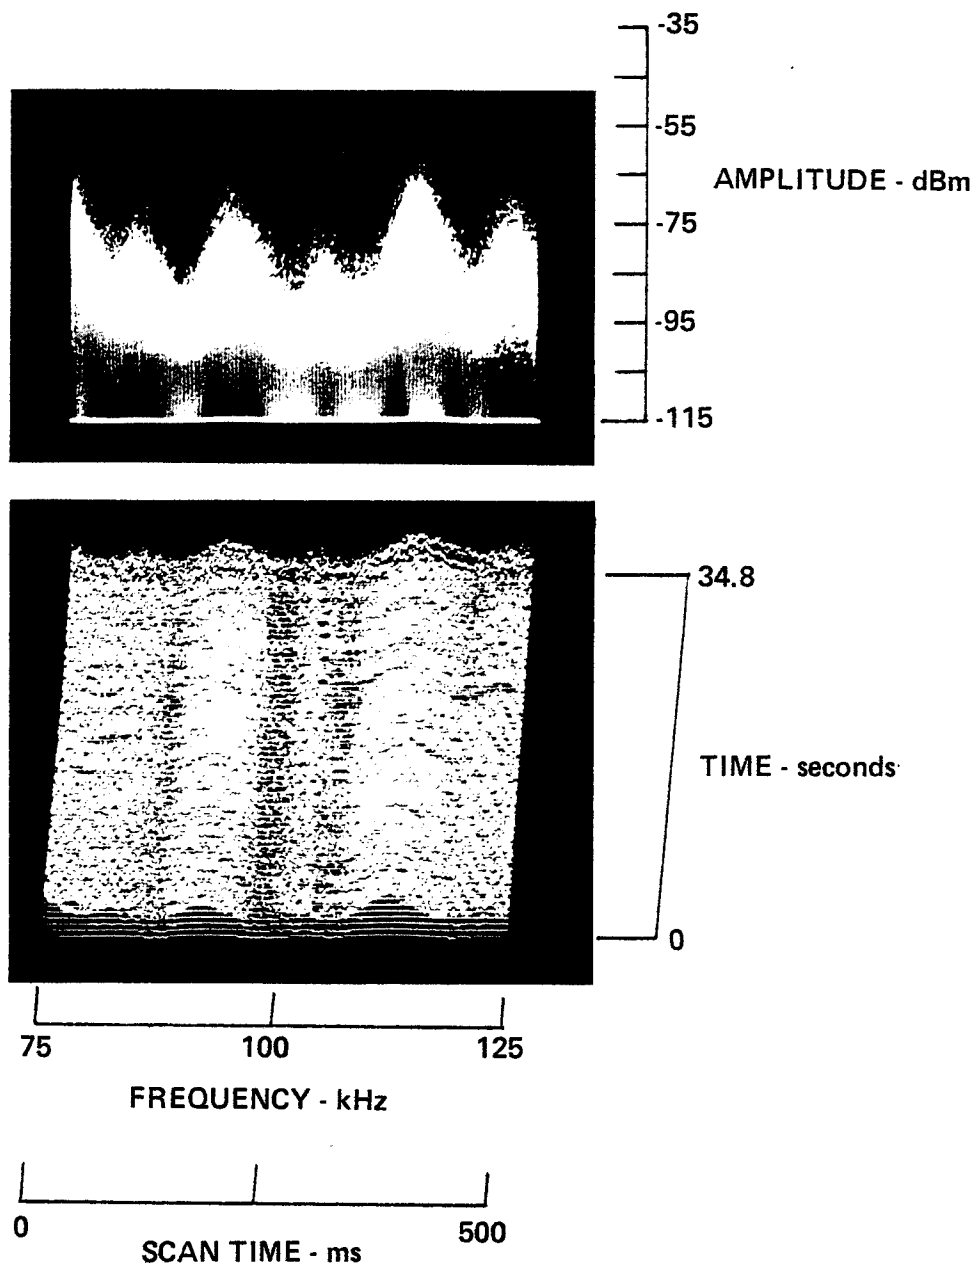 -35
-55
AMPLITUDE - dBm
-75
-95
-115
34.8
TIME - seconds
0
75 100 125
FREQUENCY - kHz
0 500
SCAN TIME - ms